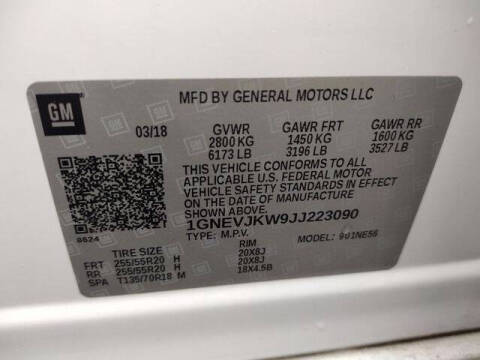 GM
MFD BY GENERAL MOTORS LLC
03/18 GVWR GAWR FRT GAWR RR
2800 KG 1450 KG 1600 KG
6173 LB 3196 LB 3527 LB
THIS VEHICLE CONFORMS TO ALL
APPLICABLE U.S. FEDERAL MOTOR
VEHICLE SAFETY STANDARDS IN EFFECT
ON THE DATE OF MANUFACTURE SHOWN ABOVE.
1GNEVJKW9JJ223090
8624 TYPE: M.P.V. MODEL:
TIRE SIZE RIM
FRT 255/55R20 H 20X8J
RR 255/55R20 H 20X8J
SPA T135/70R18 M 18X4.5B